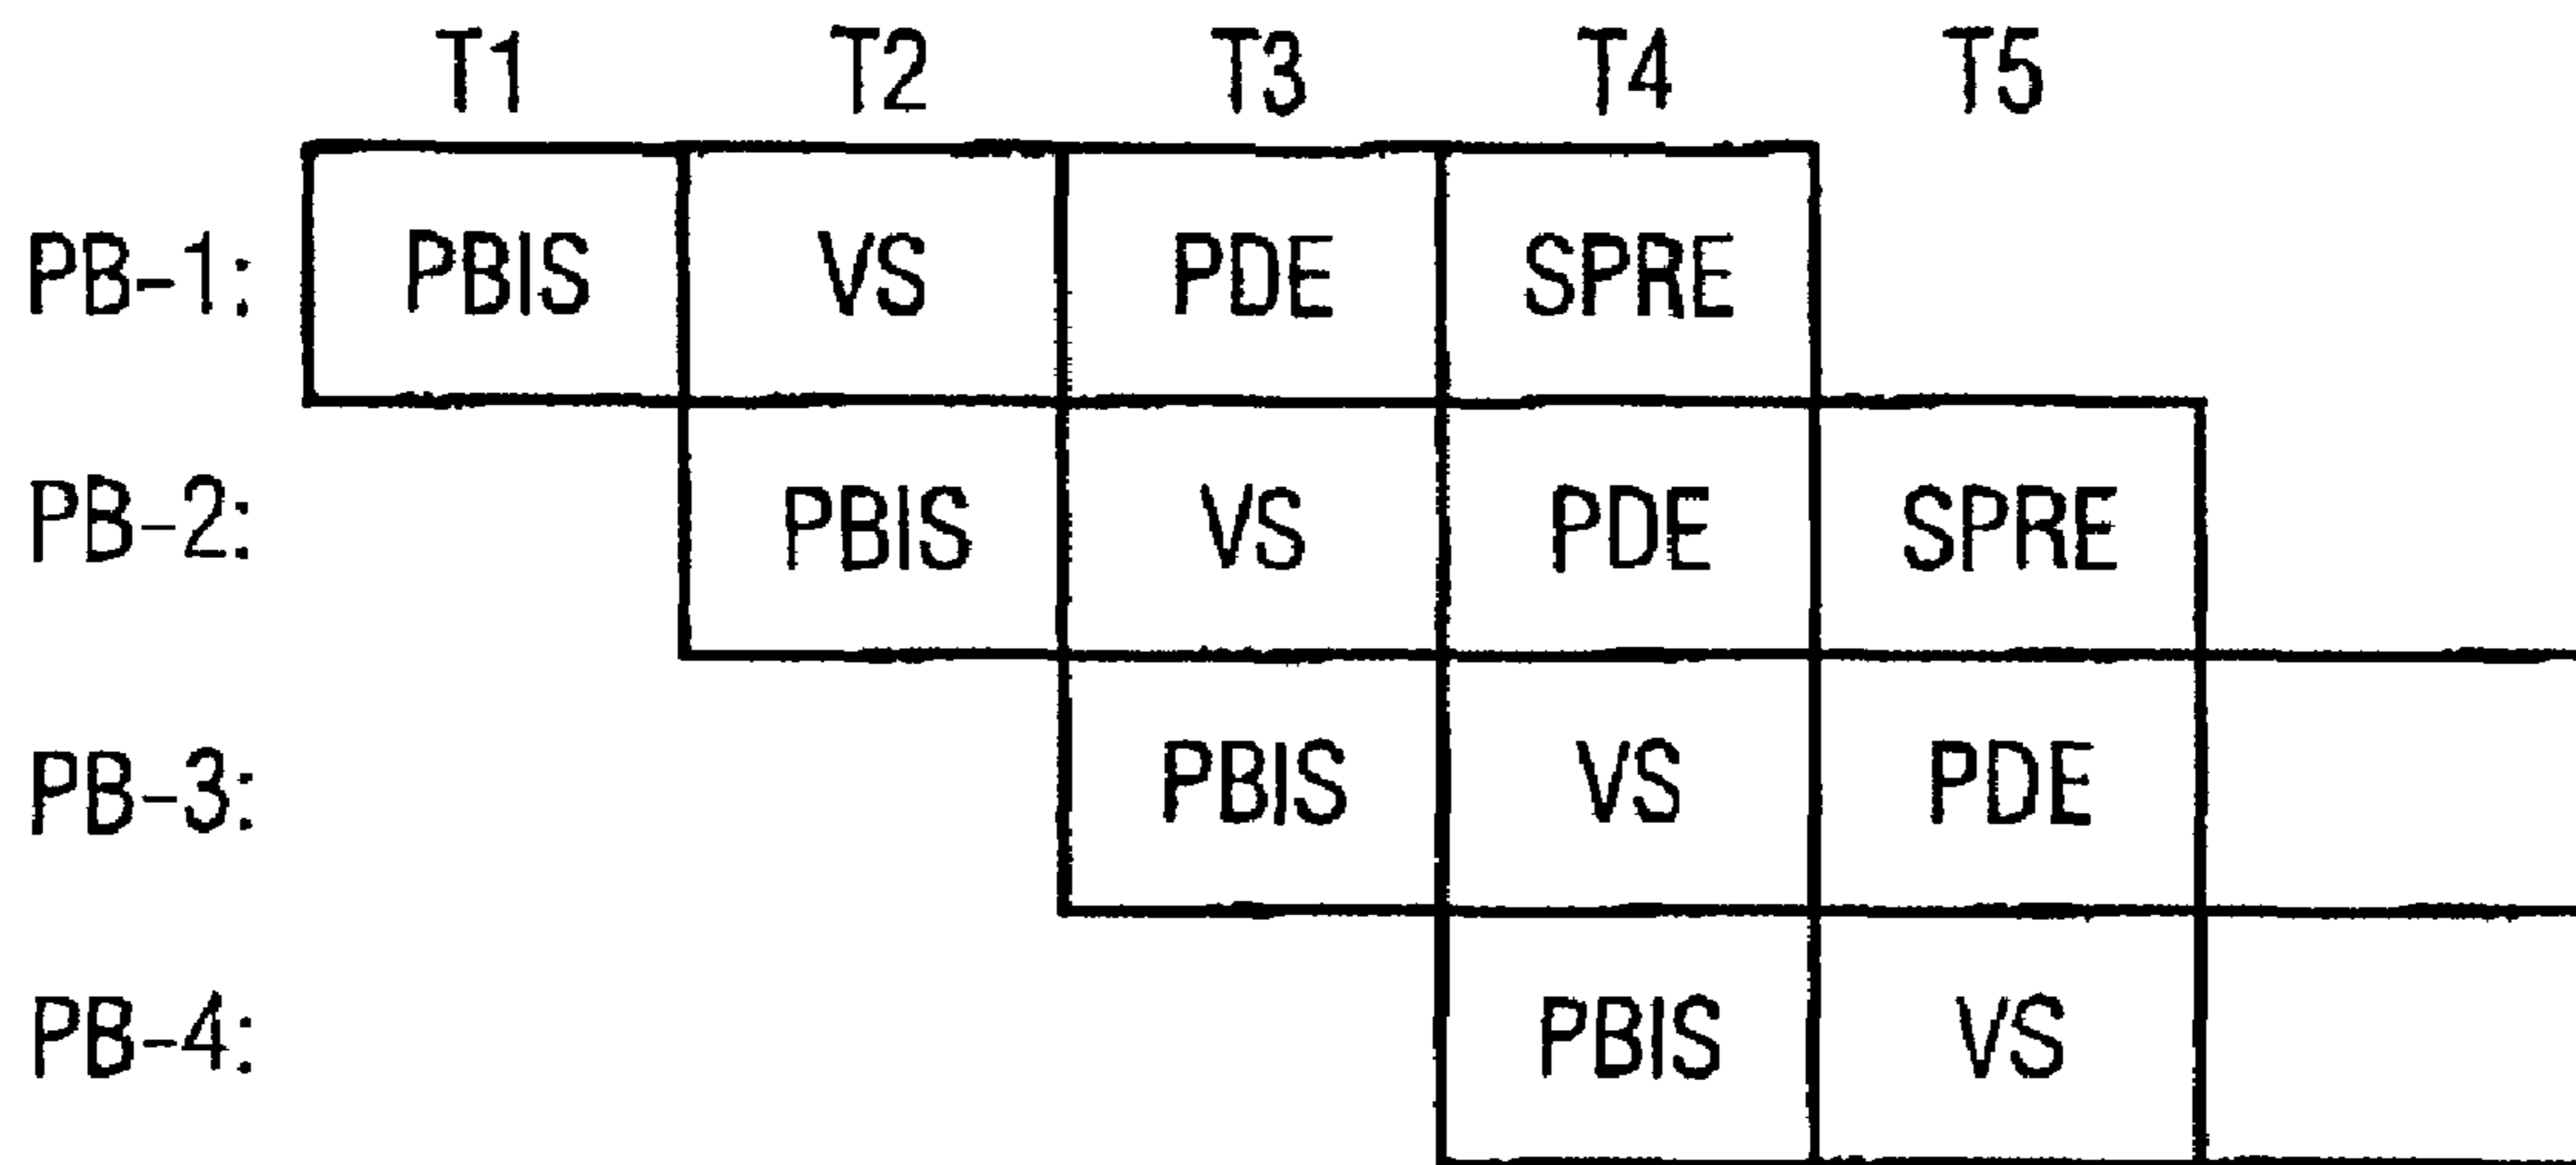 T1 T2 T3 T4 T5
PB-1: PBIS VS PDE SPRE
PB-2: PBIS VS PDE SPRE
PB-3: PBIS VS PDE
PB-4: PBIS VS